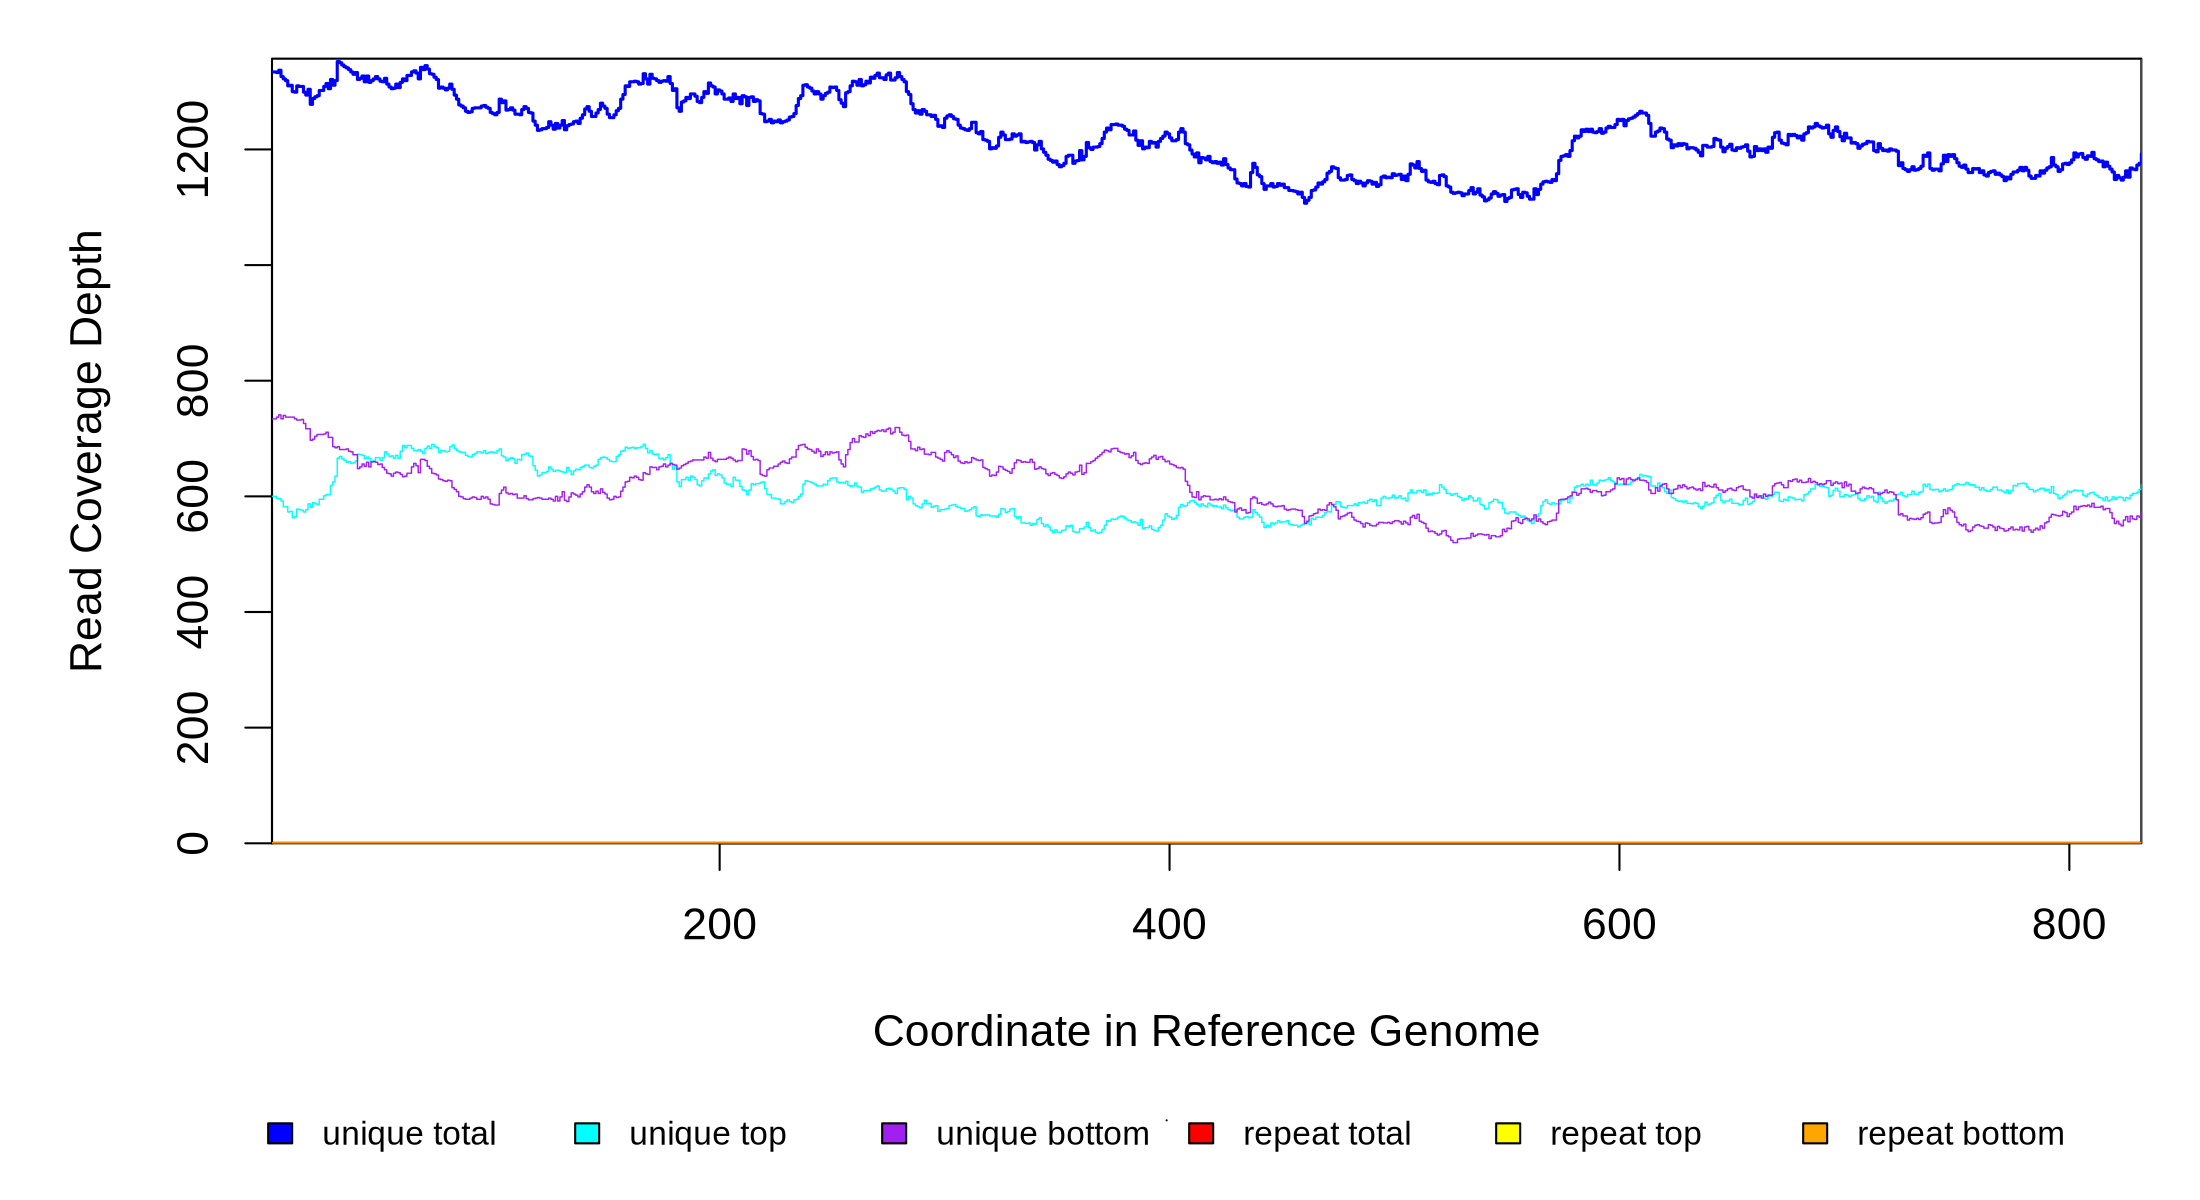 Read Coverage Depth
1200
800
600
400
200
0
200 400 600 800
Coordinate in Reference Genome
unique total unique top unique bottom repeat total repeat top repeat bottom